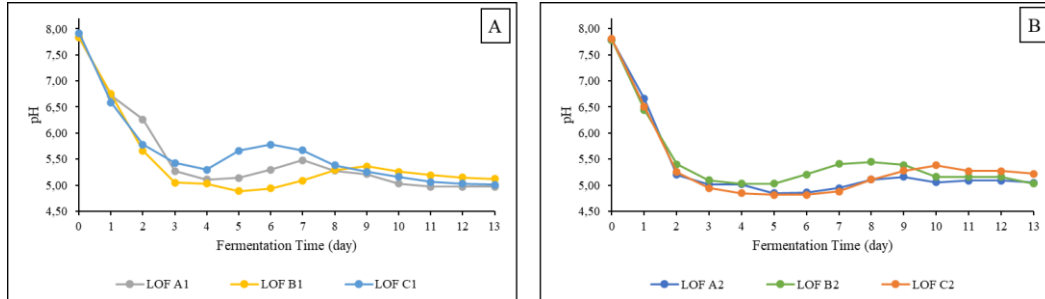 A
8,00
7,50
7,00
6,50
6,00
5,50
5,00
4,50
pH
0 1 2 3 4 5 6 7 8 9 10 11 12 13
Fermentation Time (day)
LOF A1 LOF B1 LOF C1
B
8,00
7,50
7,00
6,50
6,00
5,50
5,00
4,50
pH
0 1 2 3 4 5 6 7 8 9 10 11 12 13
Fermentation Time (day)
LOF A2 LOF B2 LOF C2